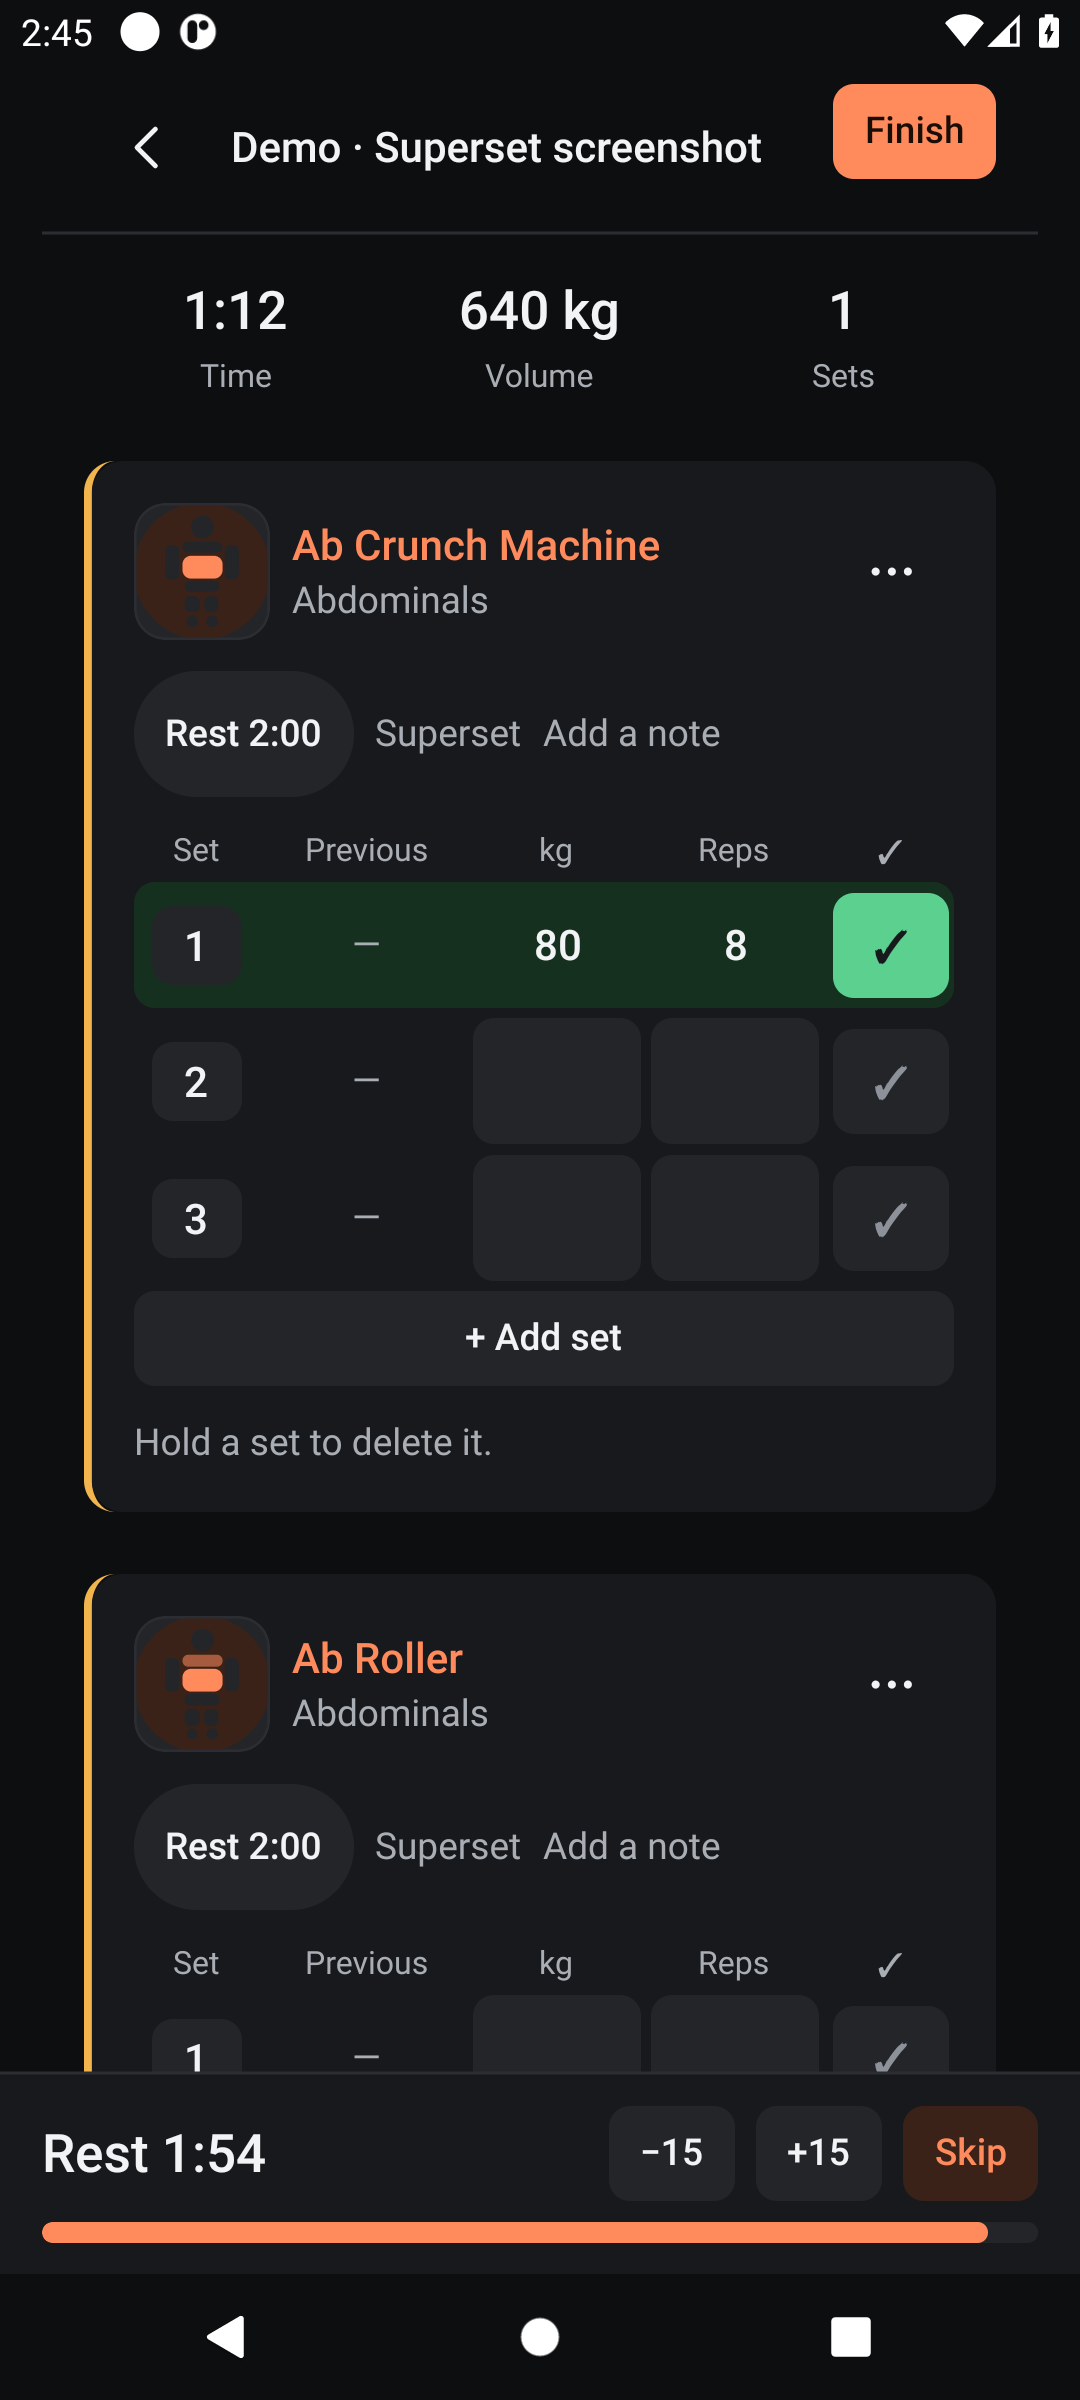 2:45
Demo · Superset screenshot
Finish
1:12
640 kg
1
Time
Volume
Sets
Ab Crunch Machine
Abdominals
Rest 2:00 Superset Add a note
Set Previous kg Reps ✓
1 — 80 8 ✓
2 — ✓
3 — ✓
+ Add set
Hold a set to delete it.
Ab Roller
Abdominals
Rest 2:00 Superset Add a note
Set Previous kg Reps ✓
1 — ✓
Rest 1:54 −15 +15 Skip